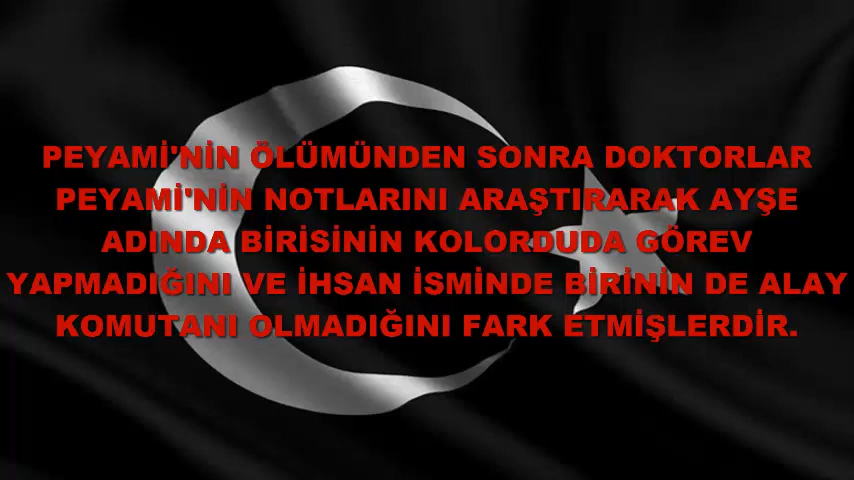 PEYAMİ'NİN ÖLÜMÜNDEN SONRA DOKTORLAR
PEYAMİ'NİN NOTLARINI ARAŞTIRARAK AYŞE
ADINDA BİRİSİNİN KOLORDUDA GÖREV
YAPMADIĞINI VE İHSAN İSMİNDE BİRİNİN DE ALAY
KOMUTANI OLMADIĞINI FARK ETMİŞLERDİR.